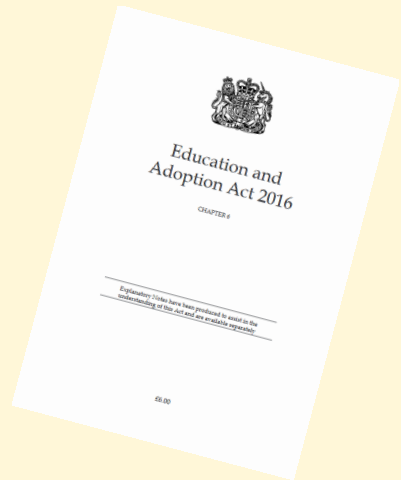 Education and
Adoption Act 2016
CHAPTER 6
Explanatory Notes have been produced to assist in the
understanding of this Act and are available separately
£6.00